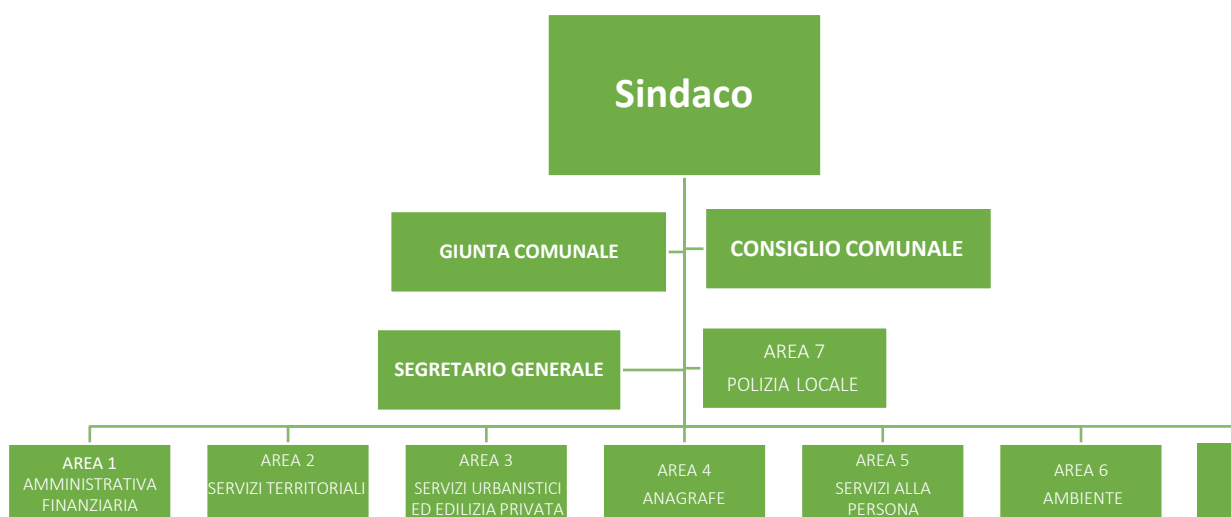 Sindaco
GIUNTA COMUNALE
CONSIGLIO COMUNALE
SEGRETARIO GENERALE
AREA 7
POLIZIA LOCALE
AREA 1
AMMINISTRATIVA
FINANZIARIA
AREA 2
SERVIZI TERRITORIALI
AREA 3
SERVIZI URBANISTICI
ED EDILIZIA PRIVATA
AREA 4
ANAGRAFE
AREA 5
SERVIZI ALLA
PERSONA
AREA 6
AMBIENTE